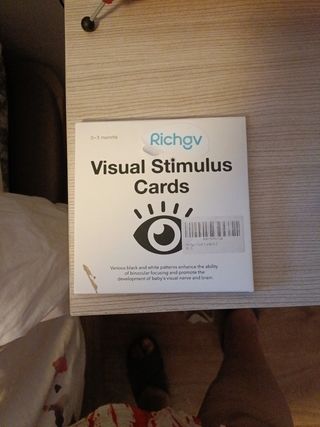 0-3 months
Richgv
Visual Stimulus
Cards
Various black and white patterns enhance the ability
of binocular focusing and promote the
development of baby's visual nerve and brain.